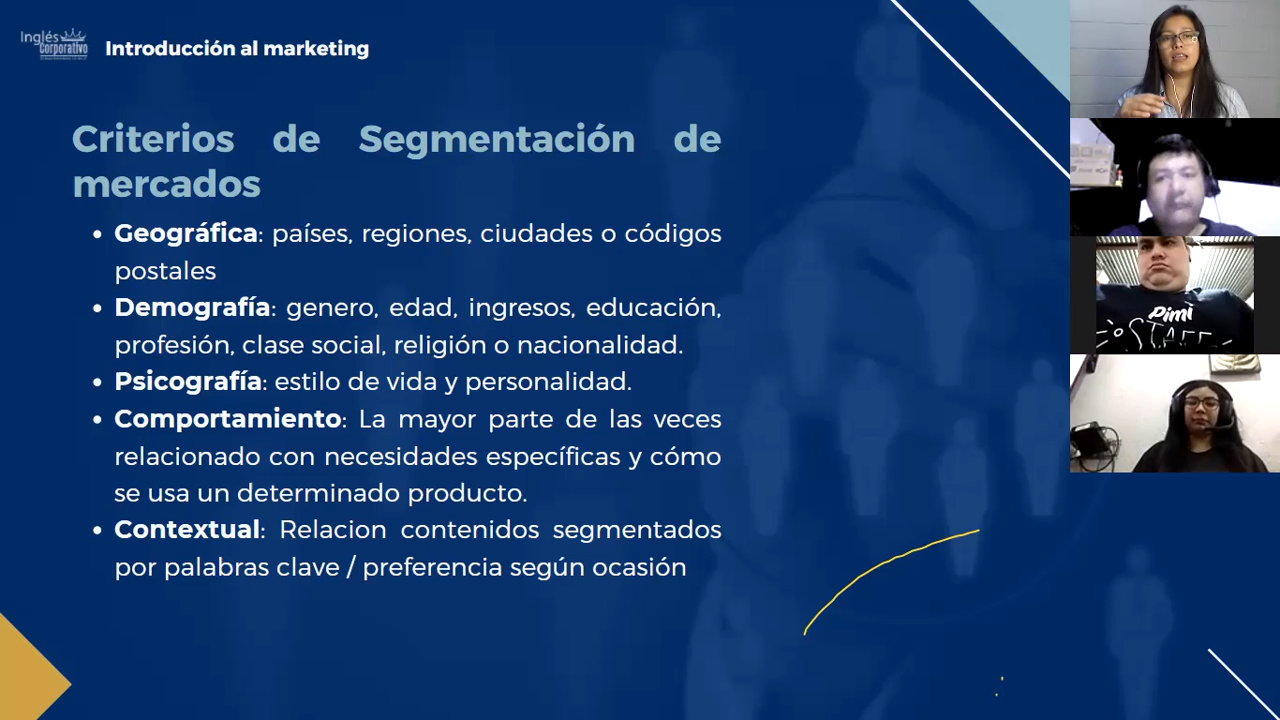 Inglés
Corporativo
Introducción al marketing
Criterios de Segmentación de
mercados
• Geográfica: países, regiones, ciudades o códigos
postales
• Demografía: genero, edad, ingresos, educación,
profesión, clase social, religión o nacionalidad.
• Psicografía: estilo de vida y personalidad.
• Comportamiento: La mayor parte de las veces
relacionado con necesidades específicas y cómo
se usa un determinado producto.
• Contextual: Relacion contenidos segmentados
por palabras clave / preferencia según ocasión
Pimi
STAFF